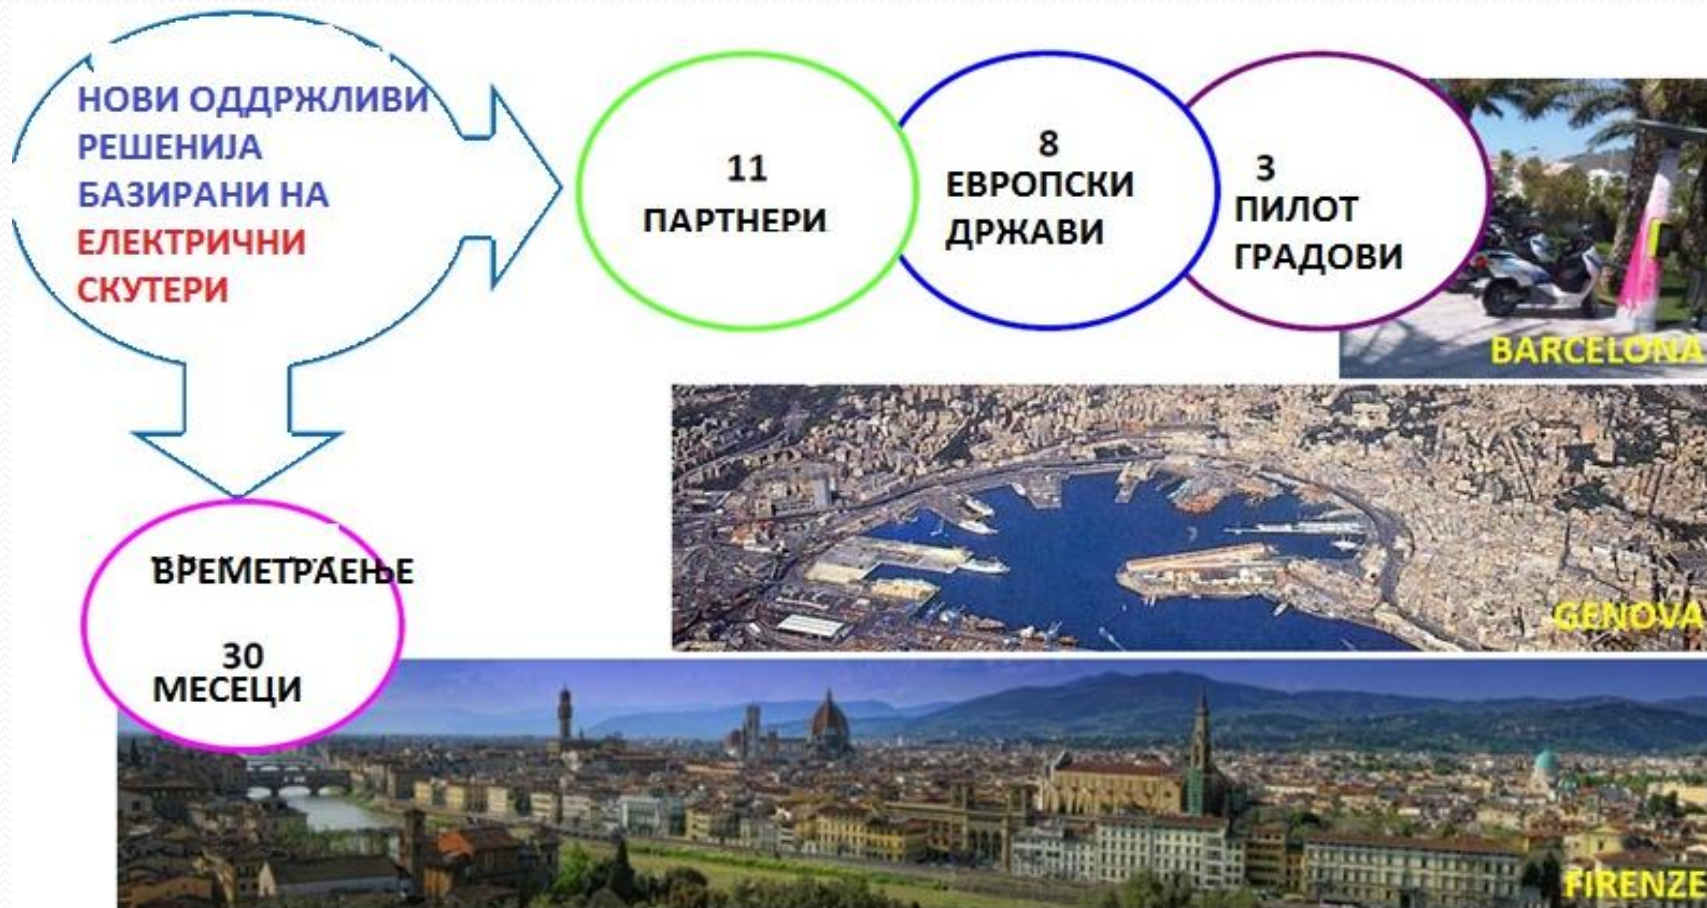 НОВИ ОДДРЖЛИВИ
РЕШЕНИЈА
БАЗИРАНИ НА
ЕЛЕКТРИЧНИ
СКУТЕРИ
11
ПАРТНЕРИ
8
ЕВРОПСКИ
ДРЖАВИ
3
ПИЛОТ
ГРАДОВИ
BARCELONA
GENOVA
ВРЕМЕТРАЕЊЕ
30
МЕСЕЦИ
FIRENZE